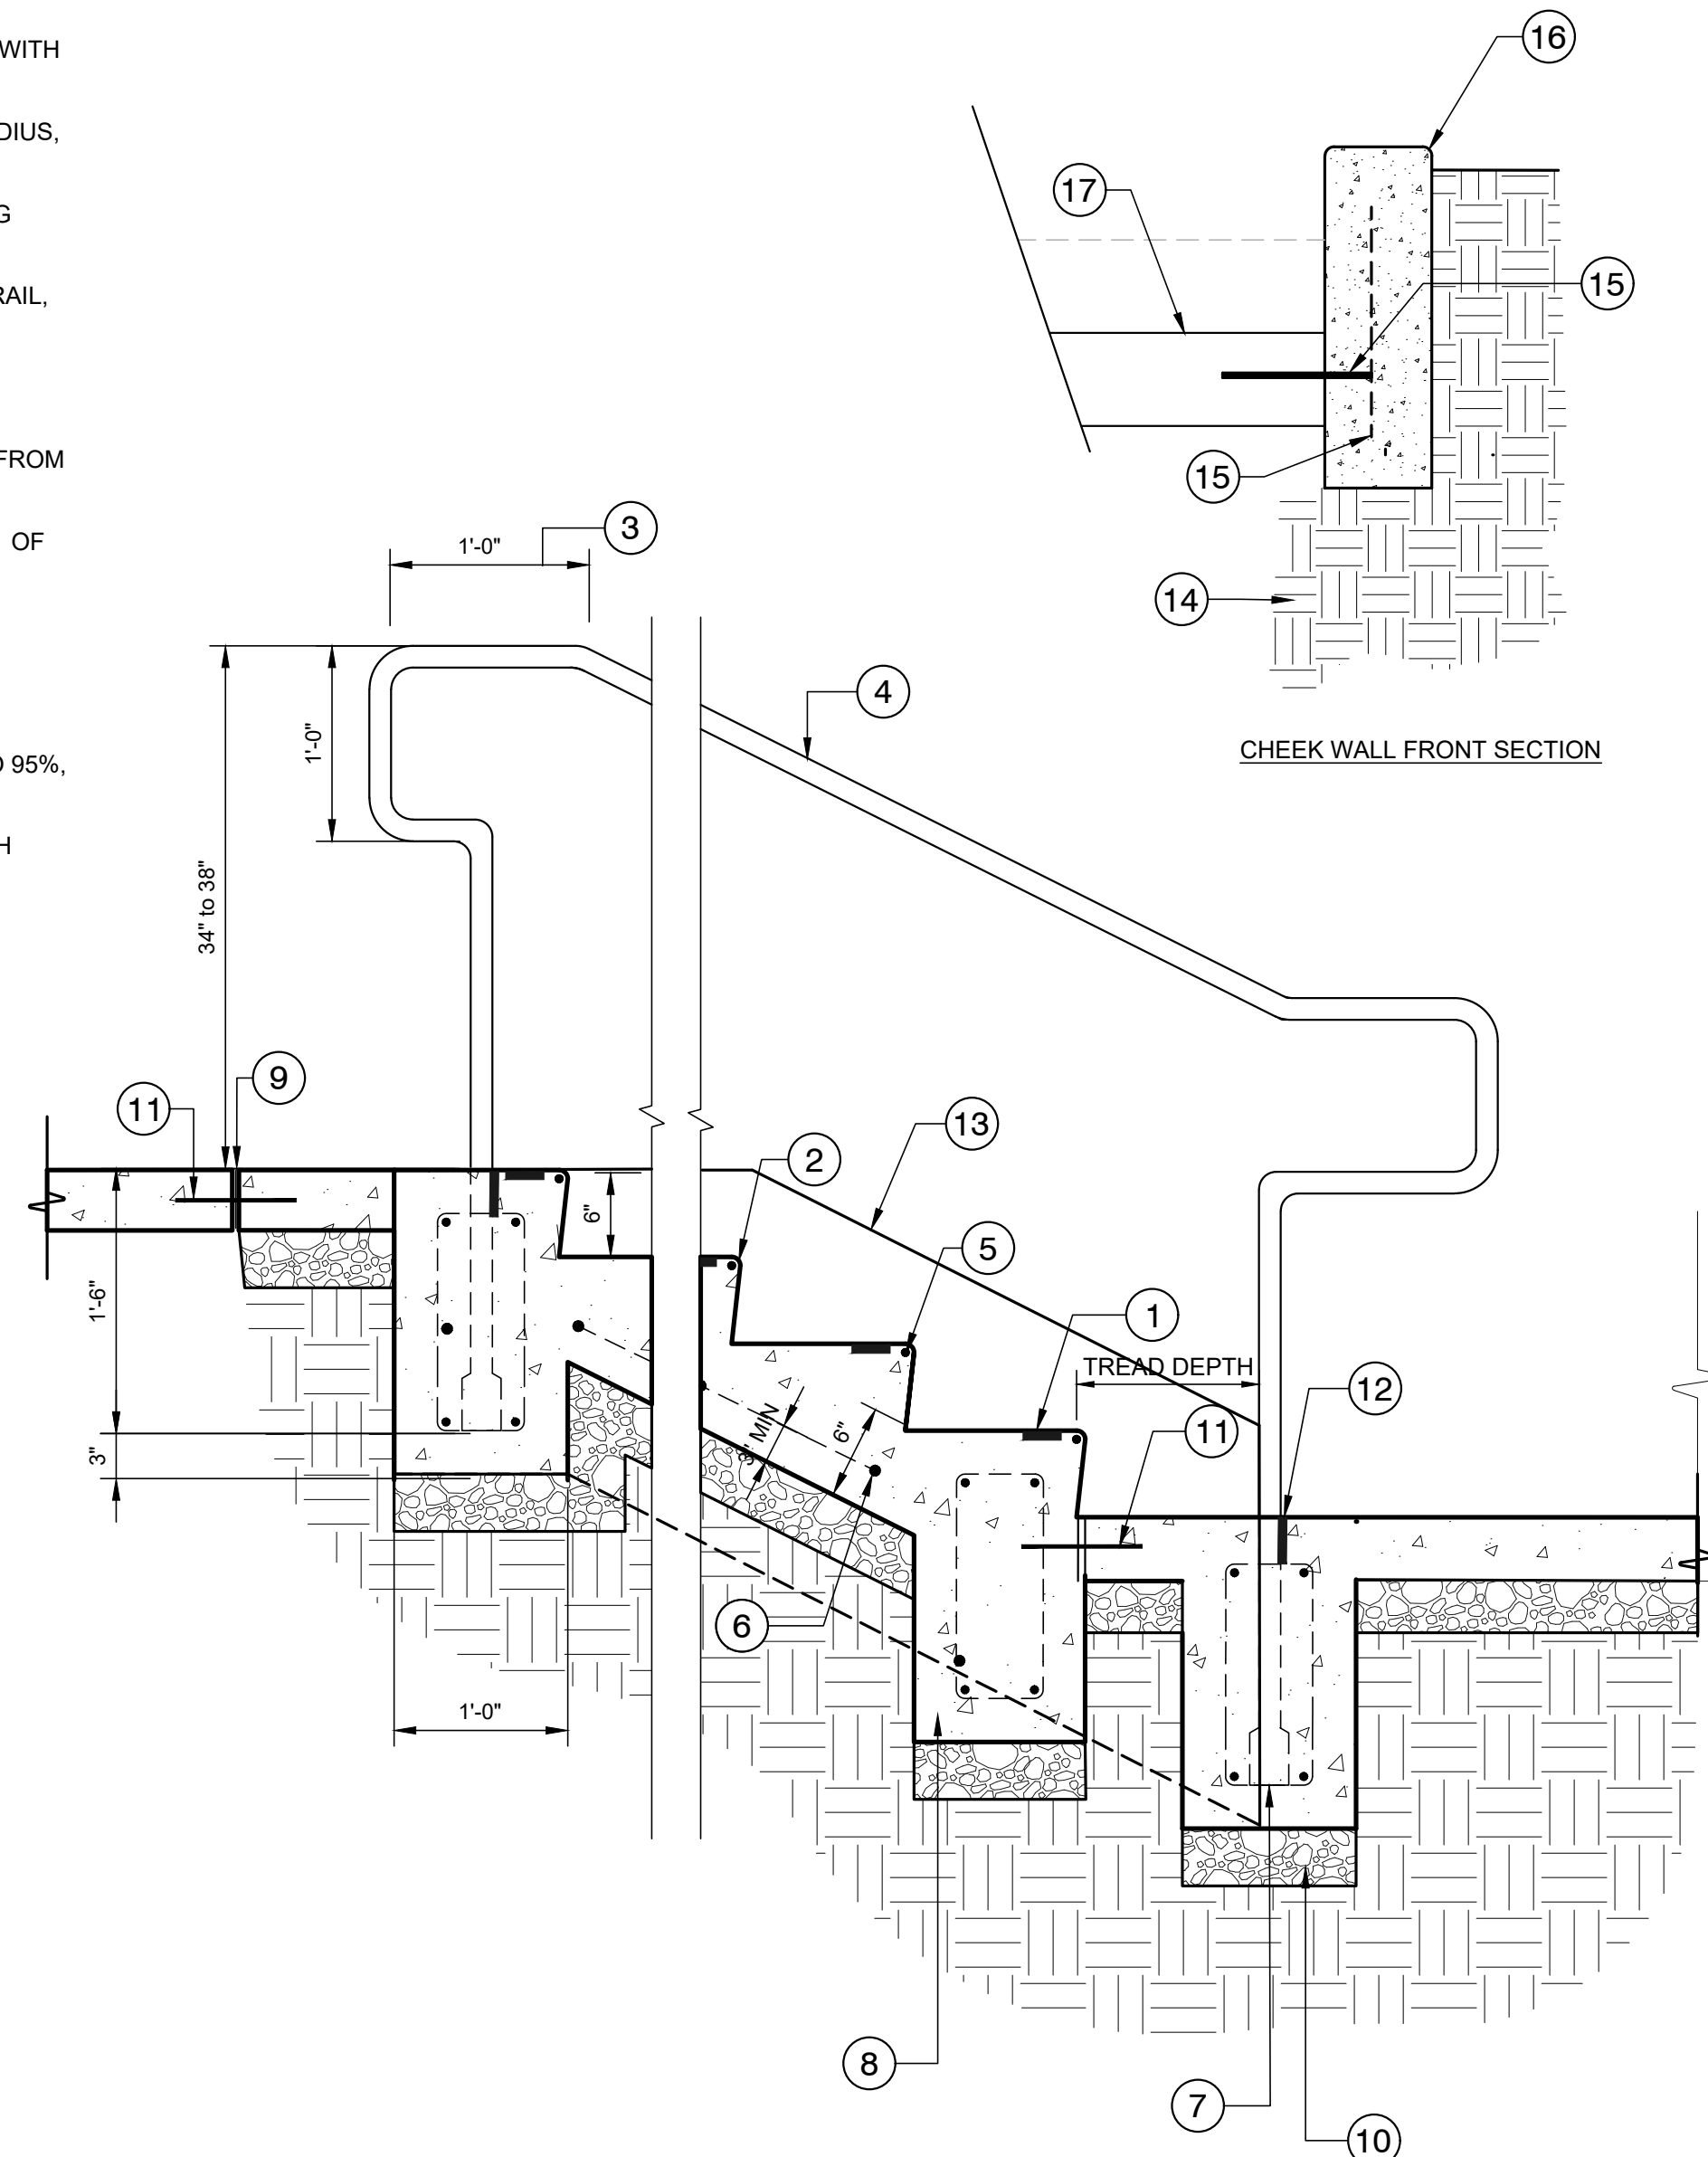 WITH
DIUS,
G
RAIL,
FROM
OF
D 95%,
H
16
17
15
15
14
CHEEK WALL FRONT SECTION
3
1'-0"
4
1'-0"
34" to 38"
9
11
13
2
6"
5
1
1'-6"
TREAD DEPTH
12
11
3" MIN
6"
3"
6
1'-0"
8
7
10